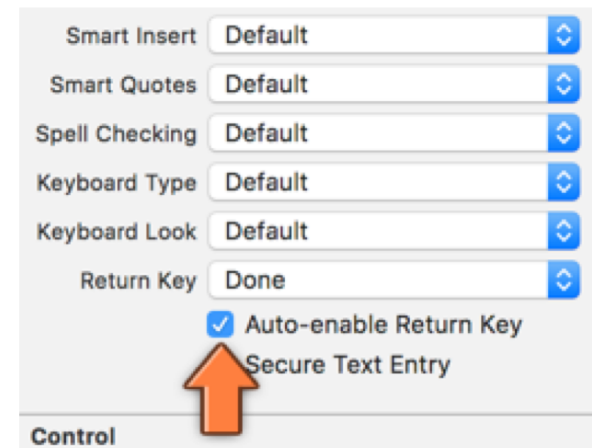 Smart Insert Default
Smart Quotes Default
Spell Checking Default
Keyboard Type Default
Keyboard Look Default
Return Key Done
Auto-enable Return Key
Secure Text Entry
Control